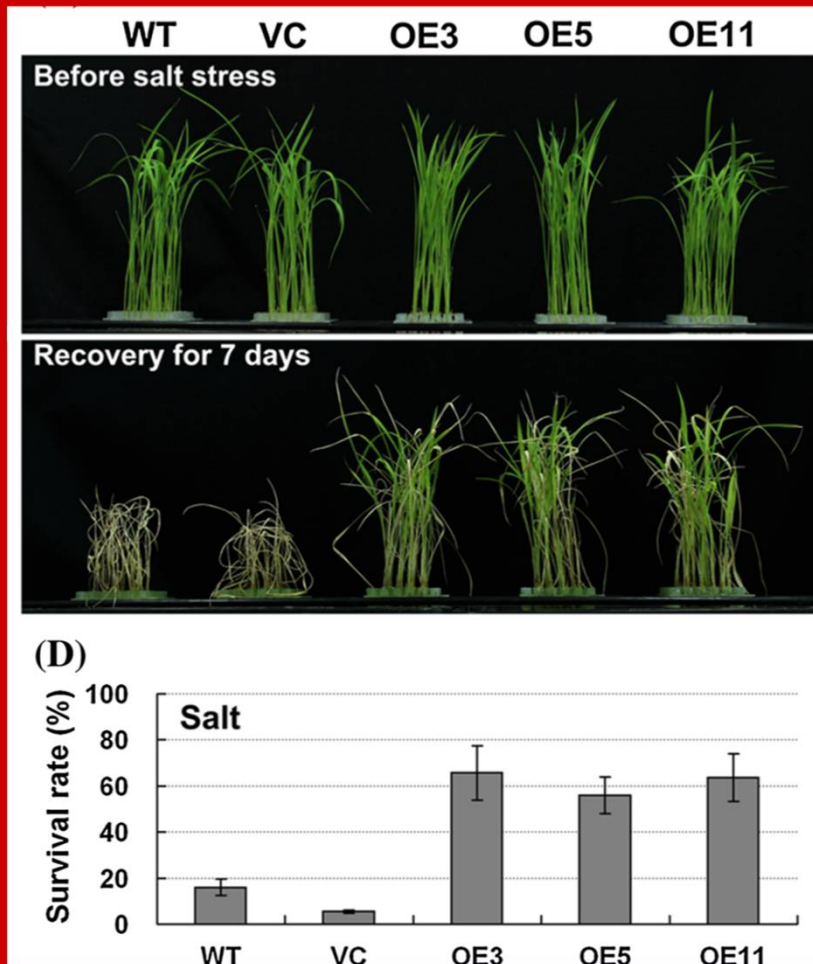 WT VC OE3 OE5 OE11
Before salt stress
Recovery for 7 days
(D)
Survival rate (%)
100
80
60
40
20
0
Salt
WT VC OE3 OE5 OE11